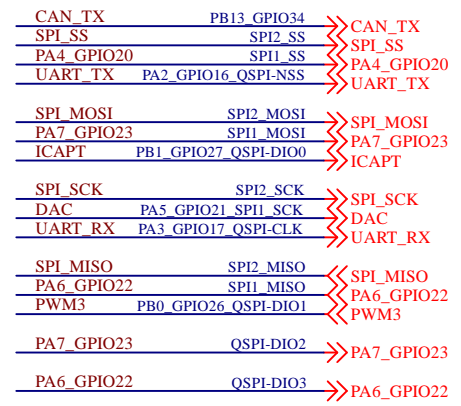 CAN_TX PB13_GPIO34 CAN_TX
SPI_SS SPI2_SS SPI_SS
PA4_GPIO20 SPI1_SS PA4_GPIO20
UART_TX PA2_GPIO16_QSPI-NSS UART_TX
SPI_MOSI SPI2_MOSI SPI_MOSI
PA7_GPIO23 SPI1_MOSI PA7_GPIO23
ICAPT PB1_GPIO27_QSPI-DIO0 ICAPT
SPI_SCK SPI2_SCK SPI_SCK
DAC PA5_GPIO21_SPI1_SCK DAC
UART_RX PA3_GPIO17_QSPI-CLK UART_RX
SPI_MISO SPI2_MISO SPI_MISO
PA6_GPIO22 SPI1_MISO PA6_GPIO22
PWM3 PB0_GPIO26_QSPI-DIO1 PWM3
PA7_GPIO23 QSPI-DIO2 PA7_GPIO23
PA6_GPIO22 QSPI-DIO3 PA6_GPIO22